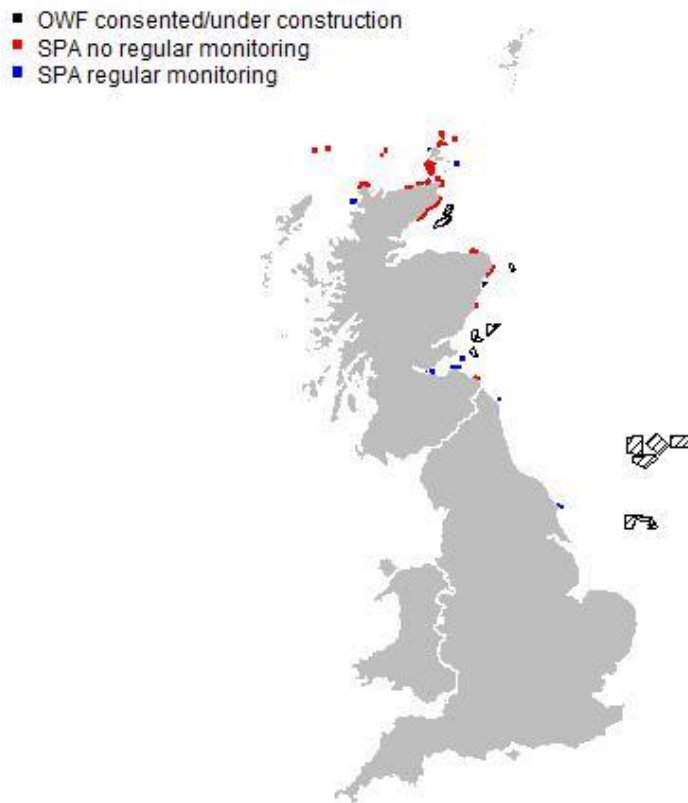 OWF consented/under construction
SPA no regular monitoring
SPA regular monitoring